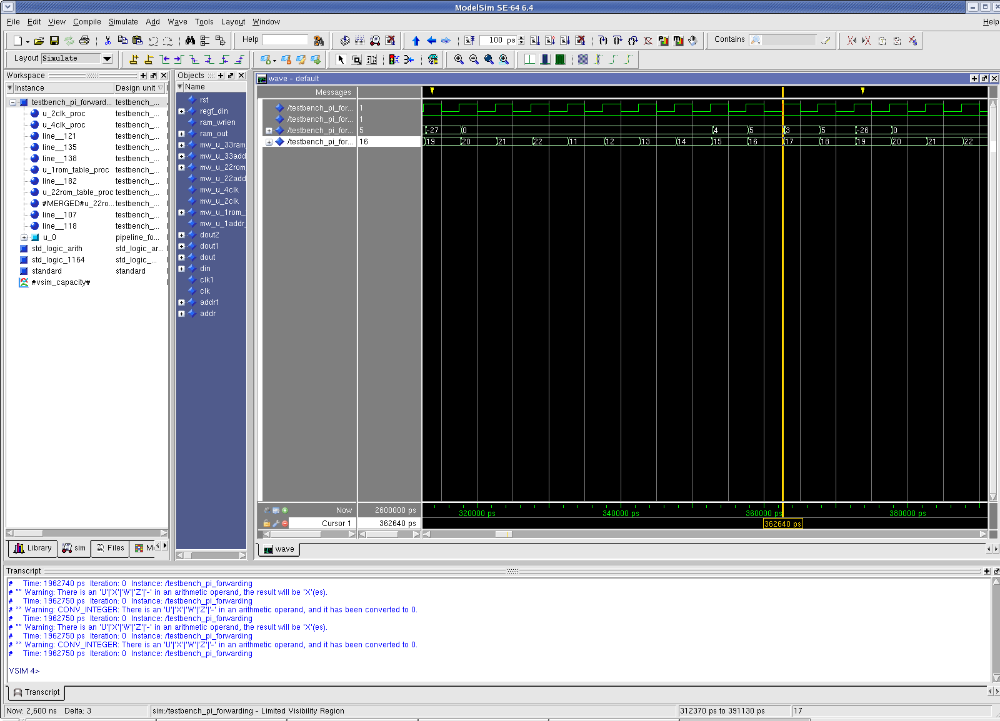 ModelSim SE-64 6.4
File Edit View Compile Simulate Add Wave Tools Layout Window Help
Help 100 ps Contains
Layout Simulate
Workspace
Instance Design unit
testbench_pi_forward... testbench_...
u_2clk_proc testbench_...
u_4clk_proc testbench_...
line__121 testbench_...
line__135 testbench_...
line__138 testbench_...
u_1rom_table_proc testbench_...
line__182 testbench_...
u_22rom_table_proc testbench_...
#MERGED#u_22ro... testbench_...
line__107 testbench_...
line__118 testbench_...
u_0 pipeline_fo...
std_logic_arith std_logic_ar...
std_logic_1164 std_logic_...
standard standard
#vsim_capacity#
Library sim Files
Objects
Name
rst
regf_din
ram_wrien
ram_out
mw_u_33ram
mw_u_33add
mw_u_22rom
mw_u_22add
mw_u_4clk
mw_u_2clk
mw_u_1rom_
mw_u_1addr_
dout2
dout1
dout
din
clk1
clk
addr1
addr
wave - default
Messages
/testbench_pi_for... 1
/testbench_pi_for... 1
/testbench_pi_for... 5 -27 0 4 5 3 5 -26 0
/testbench_pi_for... 16 19 20 21 22 11 12 13 14 15 16 17 18 19 20 21 22
Now 2600000 ps 320000 ps 340000 ps 360000 ps 380000 ps
Cursor 1 362640 ps 362640 ps
wave
Transcript
# Time: 1962740 ps Iteration: 0 Instance: /testbench_pi_forwarding
# ** Warning: There is an 'U'|'X'|'W'|'Z'|'-' in an arithmetic operand, the result will be 'X'(es).
# Time: 1962750 ps Iteration: 0 Instance: /testbench_pi_forwarding
# ** Warning: CONV_INTEGER: There is an 'U'|'X'|'W'|'Z'|'-' in an arithmetic operand, and it has been converted to 0.
# Time: 1962750 ps Iteration: 0 Instance: /testbench_pi_forwarding
# ** Warning: There is an 'U'|'X'|'W'|'Z'|'-' in an arithmetic operand, the result will be 'X'(es).
# Time: 1962750 ps Iteration: 0 Instance: /testbench_pi_forwarding
# ** Warning: CONV_INTEGER: There is an 'U'|'X'|'W'|'Z'|'-' in an arithmetic operand, and it has been converted to 0.
# Time: 1962750 ps Iteration: 0 Instance: /testbench_pi_forwarding
VSIM 4>
Transcript
Now: 2,600 ns Delta: 3 sim:/testbench_pi_forwarding - Limited Visibility Region 312370 ps to 391130 ps 17